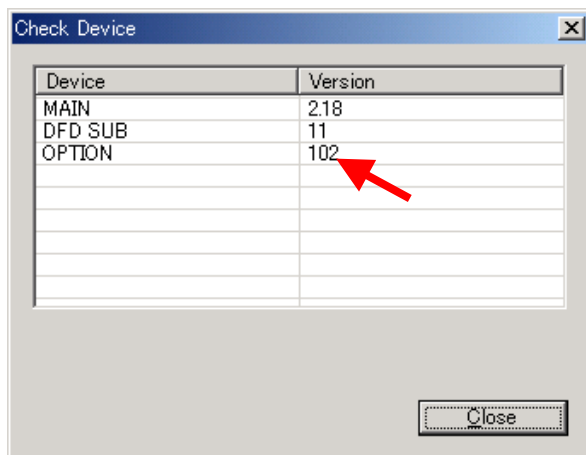 Check Device
Device Version
MAIN 2.18
DFD SUB 11
OPTION 102
Close